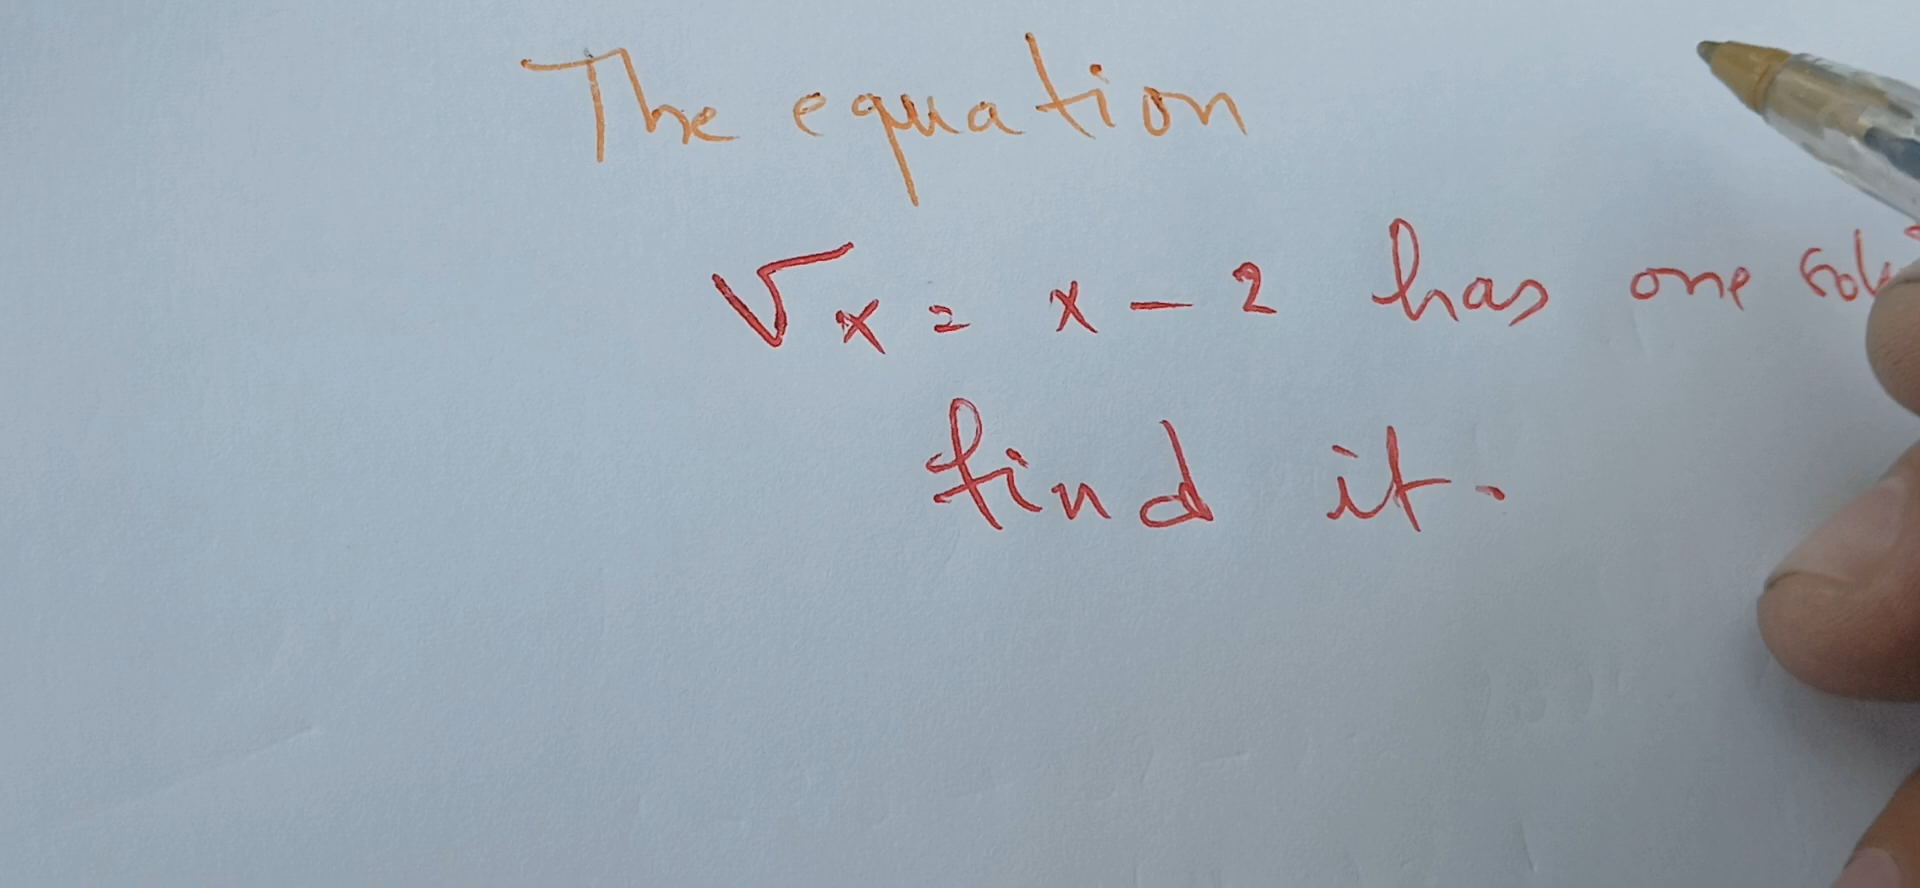 The equation
√x = x - 2 has one
find it.